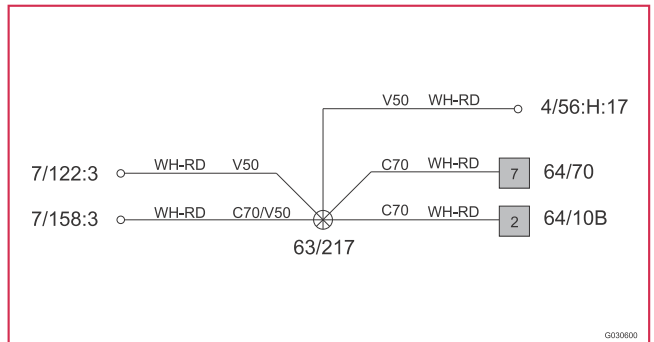 V50 WH-RD 4/56:H:17
7/122:3 WH-RD V50 C70 WH-RD 7 64/70
7/158:3 WH-RD C70/V50 C70 WH-RD 2 64/10B
63/217
G030600